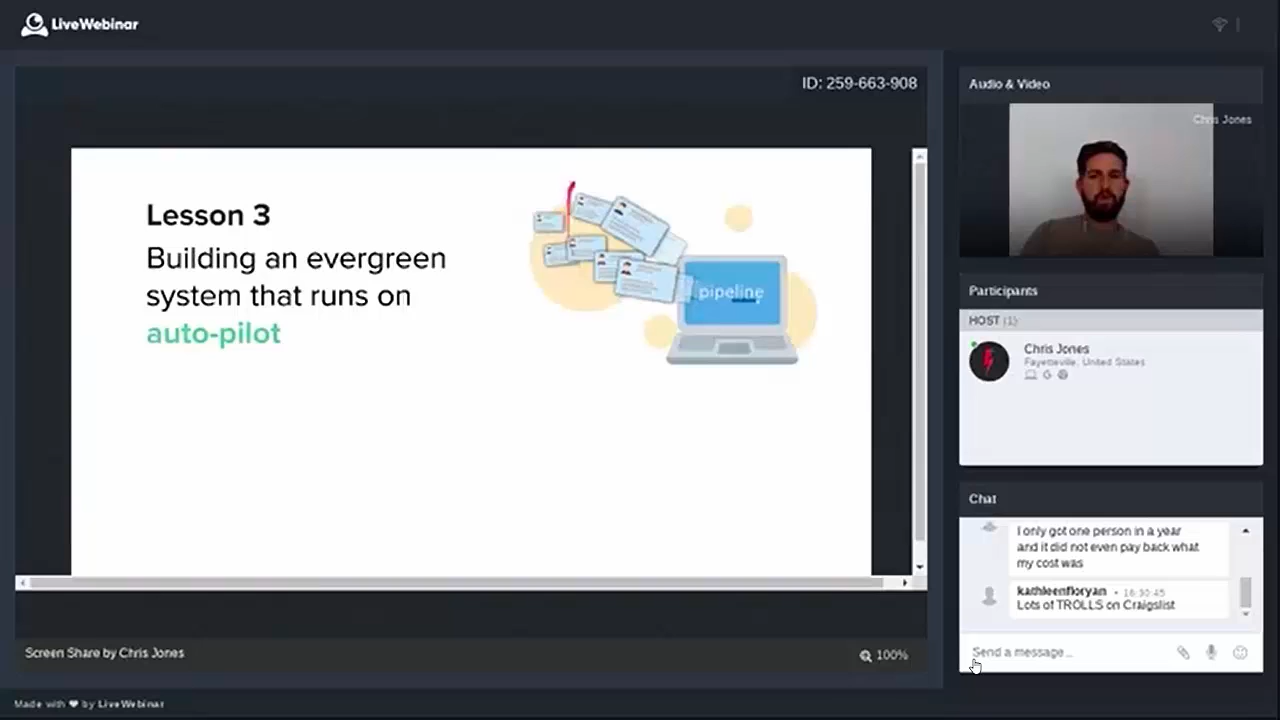 LiveWebinar
ID: 259-663-908
Lesson 3
Building an evergreen
system that runs on
auto-pilot
pipeline
Screen Share by Chris Jones
100%
Made with ❤ by LiveWebinar
Audio & Video
Chris Jones
Participants
HOST (1)
Chris Jones
Fayetteville, United States
Chat
I only got one person in a year
and it did not even pay back what
my cost was
kathleenfloryan • 16:30:45
Lots of TROLLS on Craigslist
Send a message...